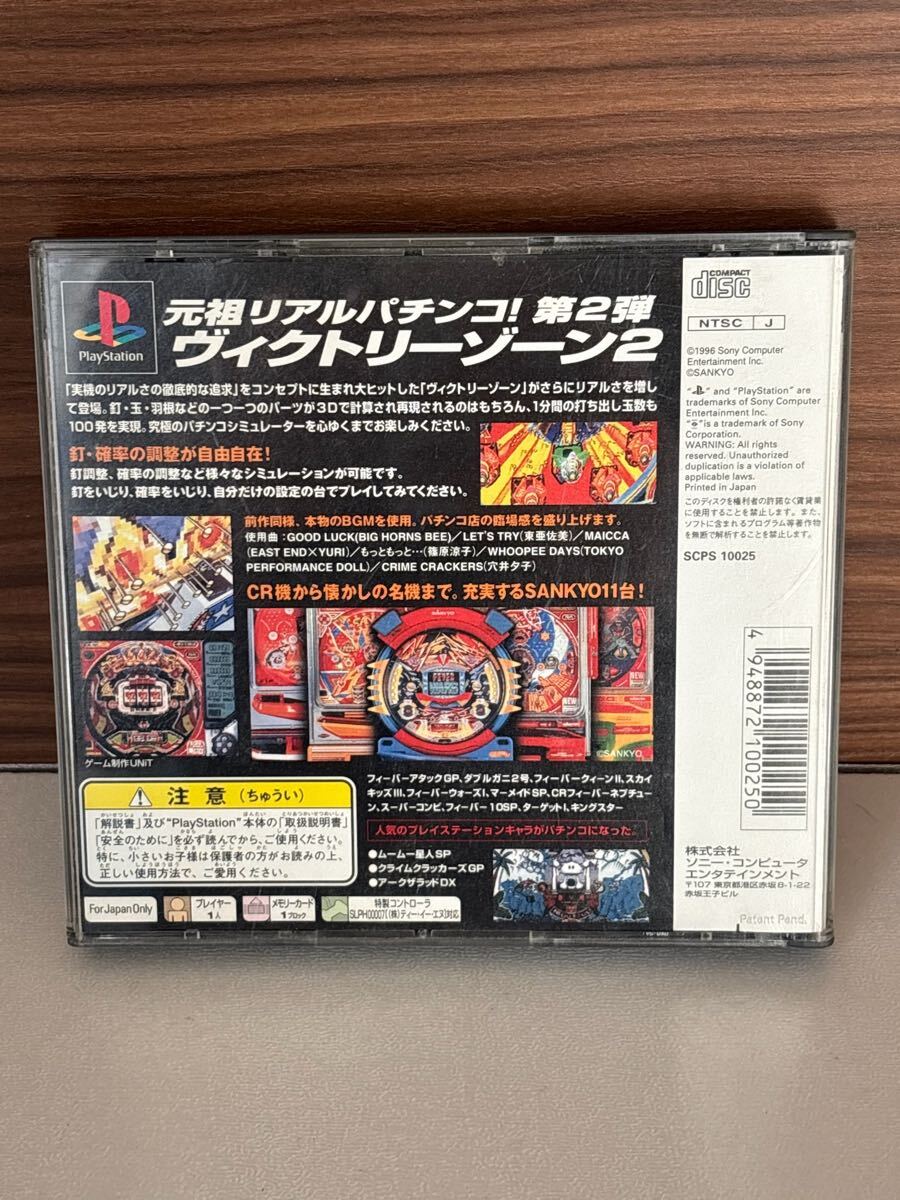 PlayStation
元祖リアルパチンコ! 第2弾
ヴィクトリーゾーン2
「実機のリアルさの徹底的な追求」をコンセプトに生まれ大ヒットした「ヴィクトリーゾーン」がさらにリアルさを増し
て登場。釘・玉・羽根などの一つ一つのパーツが3Dで計算され再現されるのはもちろん、1分間の打ち出し玉数も
100発を実現。究極のパチンコシミュレーターを心ゆくまでお楽しみください。
釘・確率の調整が自由自在!
釘調整、確率の調整など様々なシミュレーションが可能です。
釘をいじり、確率をいじり、自分だけの設定の台でプレイしてみてください。
前作同様、本物のBGMを使用。パチンコ店の臨場感を盛り上げます。
使用曲:GOOD LUCK(BIG HORNS BEE)/LET'S TRY(東亜佐美)/MAICCA
(EAST END×YURI)/もっともっと…(篠原涼子)/WHOOPEE DAYS(TOKYO
PERFORMANCE DOLL)/CRIME CRACKERS(穴井夕子)
CR機から懐かしの名機まで。充実するSANKYO11台!
SANKYO
FEVER
NEW
©SANKYO
ゲーム制作UNiT
フィーバーアタックGP、ダブルガニ2号、フィーバークィーンII、スカイ
キッズIII、フィーバーウォーズI、マーメイドSP、CRフィーバーネプチュー
ン、スーパーコンビ、フィーバー10SP、ターゲットI、キングスター
人気のプレイステーションキャラがパチンコになった。
●ムームー星人SP
●クライムクラッカーズGP
●アークザラッドDX
注意(ちゅうい)
「解説書」及び"PlayStation"本体の「取扱説明書」
「安全のために」を必ず読んでから、ご使用ください。
特に、小さいお子様は保護者の方がお読みの上、
正しい使用方法で、ご愛用ください。
For Japan Only
プレイヤー
1人
メモリーカード
1ブロック
特製コントローラ
SLPH00007[(株)ティー・イー・エヌ]対応
COMPACT
disc
NTSC J
©1996 Sony Computer
Entertainment Inc.
©SANKYO
" " and "PlayStation" are
trademarks of Sony Computer
Entertainment Inc.
" "is a trademark of Sony
Corporation.
WARNING: All rights
reserved. Unauthorized
duplication is a violation of
applicable laws.
Printed in Japan
このディスクを権利者の許諾なく賃貸業
に使用することを禁止します。また、
ソフトに含まれるプログラム等著作物
を無断で解析することを禁止します。
SCPS 10025
4 948872 100250
株式会社
ソニー・コンピュータ
エンタテインメント
〒107 東京都港区赤坂8-1-22
赤坂王子ビル
Patent Pend.